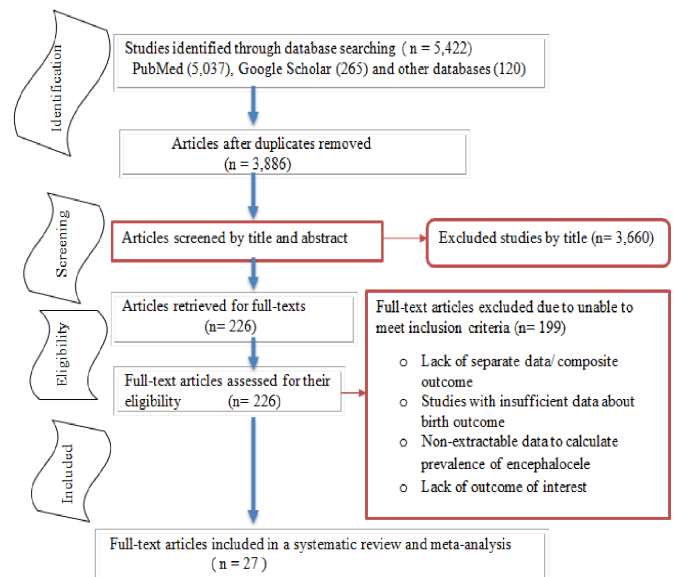 Identification
Studies identified through database searching ( n = 5,422)
PubMed (5,037), Google Scholar (265) and other databases (120)
Articles after duplicates removed
(n = 3,886)
Screening
Articles screened by title and abstract
Excluded studies by title (n= 3,660)
Eligibility
Articles retrieved for full-texts
(n= 226)
Full-text articles assessed for their
eligibility (n= 226)
Full-text articles excluded due to unable to
meet inclusion criteria (n= 199)
o Lack of separate data/ composite
outcome
o Studies with insufficient data about
birth outcome
o Non-extractable data to calculate
prevalence of encephalocele
o Lack of outcome of interest
Included
Full-text articles included in a systematic review and meta-analysis
( n = 27 )